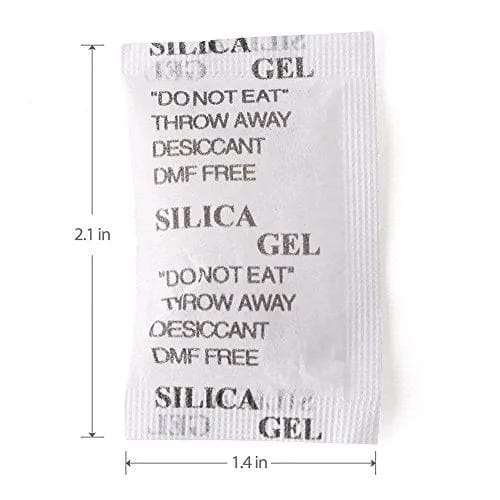 SILICA
GEL
"DO NOT EAT"
THROW AWAY
DESICCANT
DMF FREE
SILICA
GEL
"DO NOT EAT"
THROW AWAY
DESICCANT
DMF FREE
SILICA
GEL
2.1 in
1.4 in